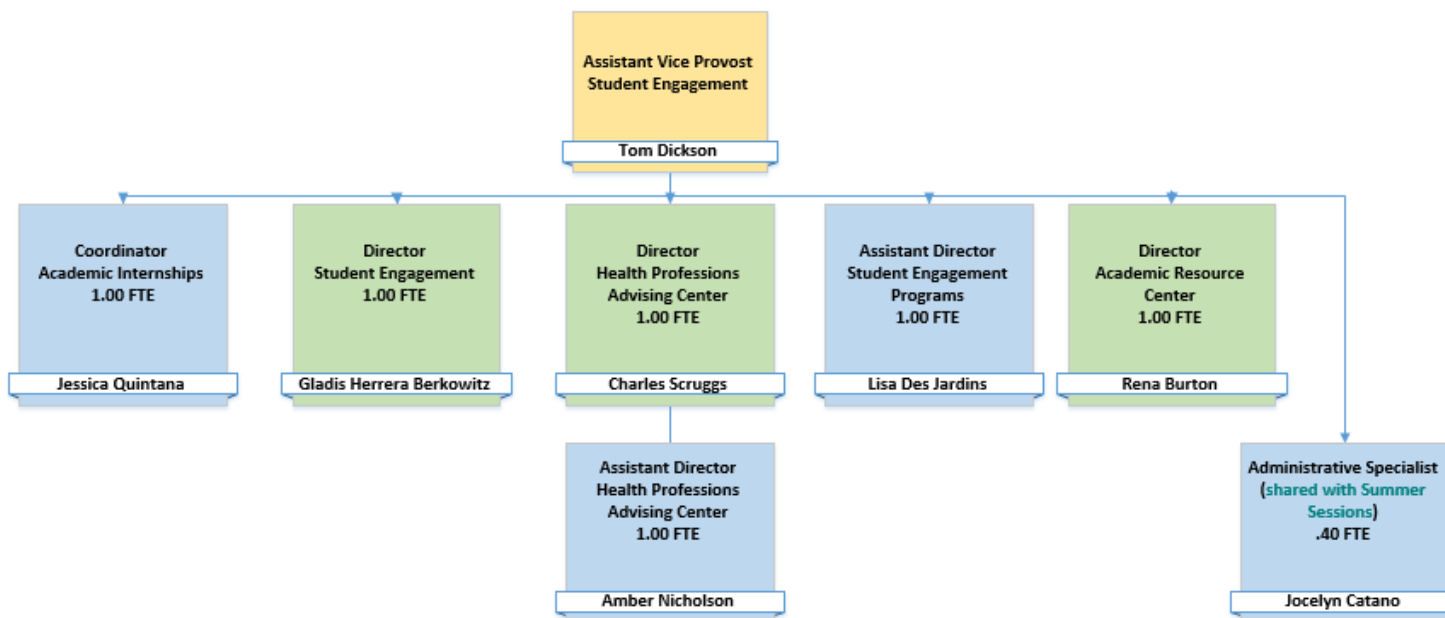 Assistant Vice Provost
Student Engagement
Tom Dickson
Coordinator
Academic Internships
1.00 FTE
Jessica Quintana
Director
Student Engagement
1.00 FTE
Gladis Herrera Berkowitz
Director
Health Professions
Advising Center
1.00 FTE
Charles Scruggs
Assistant Director
Student Engagement
Programs
1.00 FTE
Lisa Des Jardins
Director
Academic Resource
Center
1.00 FTE
Rena Burton
Assistant Director
Health Professions
Advising Center
1.00 FTE
Amber Nicholson
Administrative Specialist
(shared with Summer
Sessions)
.40 FTE
Jocelyn Catano